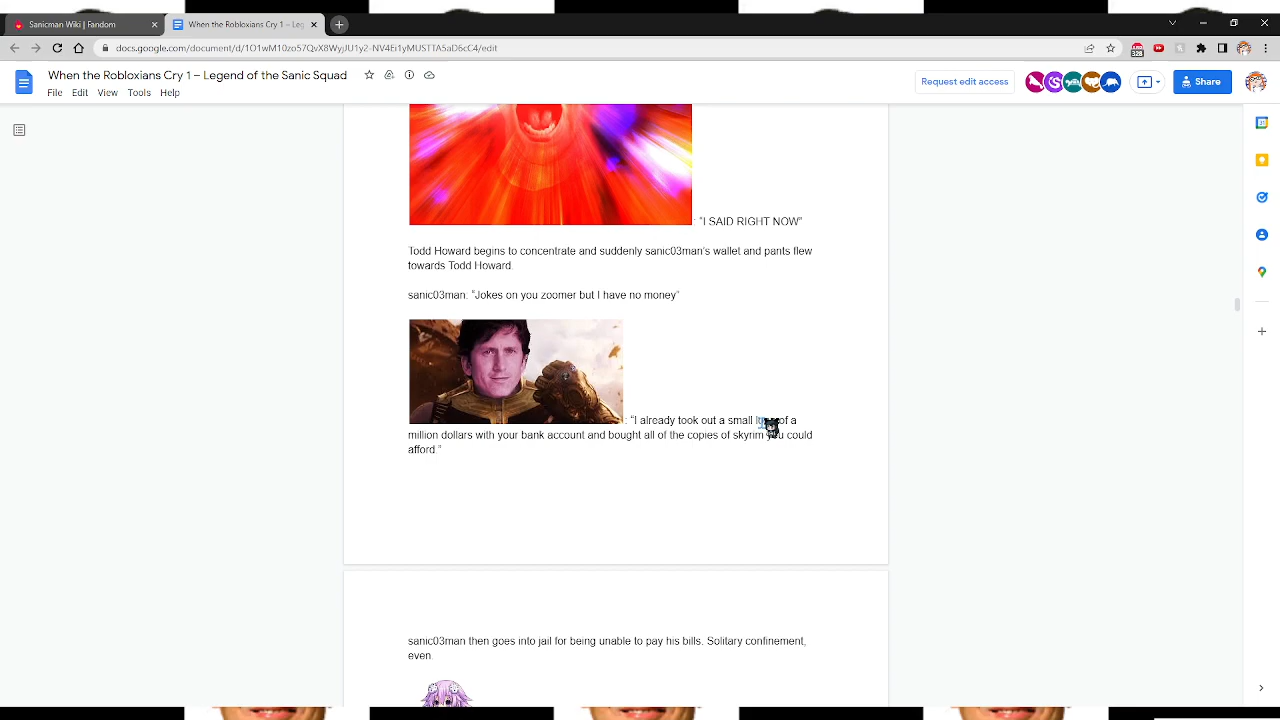 Sanicman Wiki | Fandom
When the Robloxians Cry 1 – Leg
docs.google.com/document/d/1O1wM10zo57QvX8WyjJU1y2-NV4Ei1yMUSTTA5aD6cC4/edit
When the Robloxians Cry 1 – Legend of the Sanic Squad
Request edit access
Share
File Edit View Tools Help
: "I SAID RIGHT NOW"
Todd Howard begins to concentrate and suddenly sanic03man's wallet and pants flew
towards Todd Howard.
sanic03man: "Jokes on you zoomer but I have no money"
: "I already took out a small of a
million dollars with your bank account and bought all of the copies of skyrim you could
afford."
sanic03man then goes into jail for being unable to pay his bills. Solitary confinement,
even.